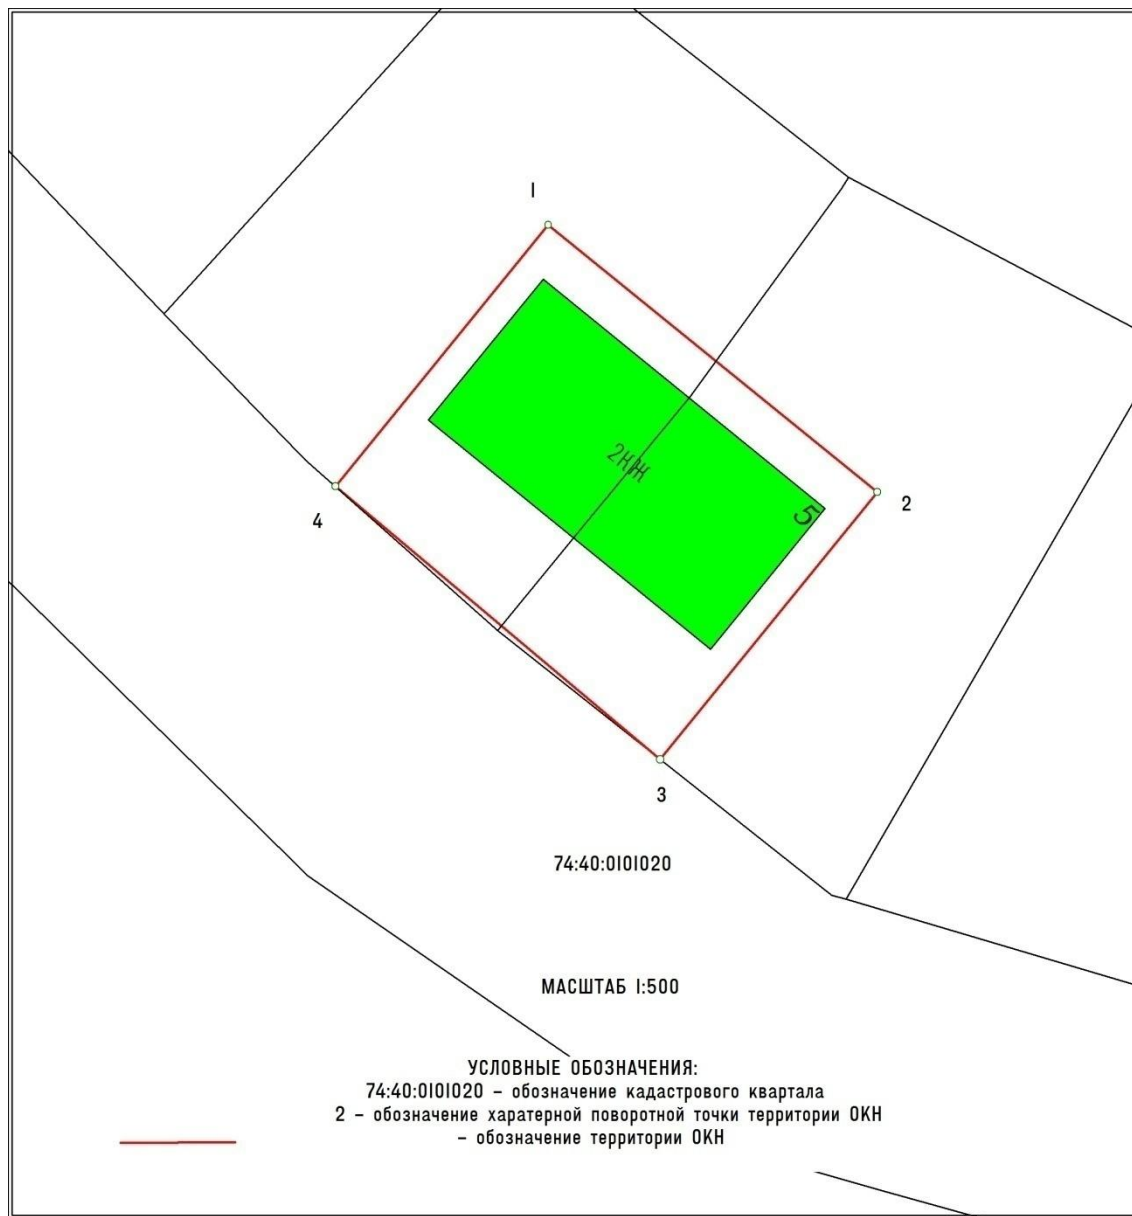 1
2НЖ
5
2
4
3
74:40:0101020
МАСШТАБ 1:500
УСЛОВНЫЕ ОБОЗНАЧЕНИЯ:
74:40:0101020 – обозначение кадастрового квартала
2 – обозначение харатерной поворотной точки территории ОКН
– обозначение территории ОКН